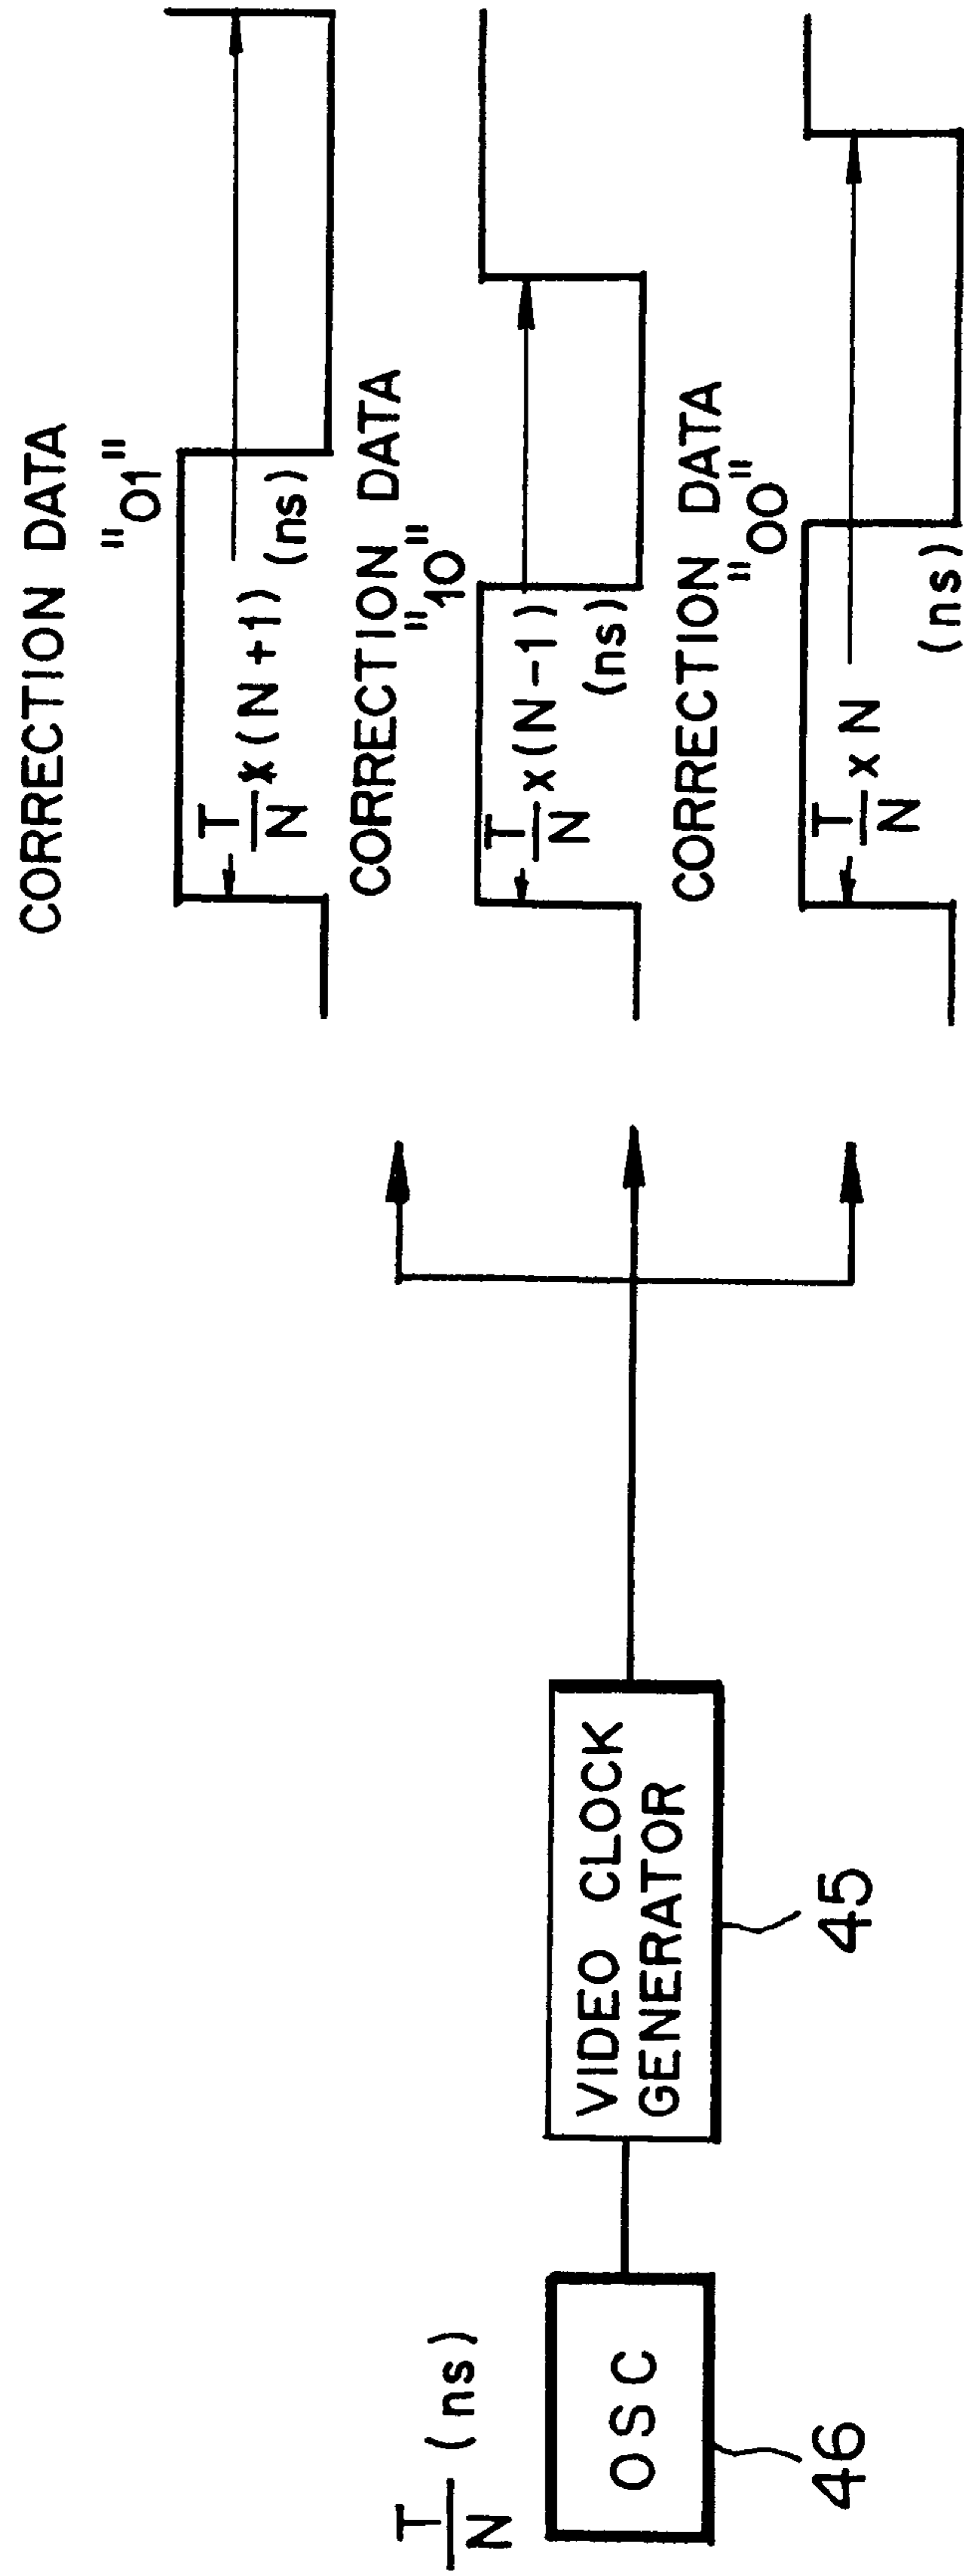 T/N (ns)
OSC
46
VIDEO CLOCK
GENERATOR
45
CORRECTION DATA
"01"
T/N x (N+1)
(ns)
CORRECTION DATA
"10"
T/N x (N-1)
(ns)
CORRECTION DATA
"00"
T/N x N
(ns)